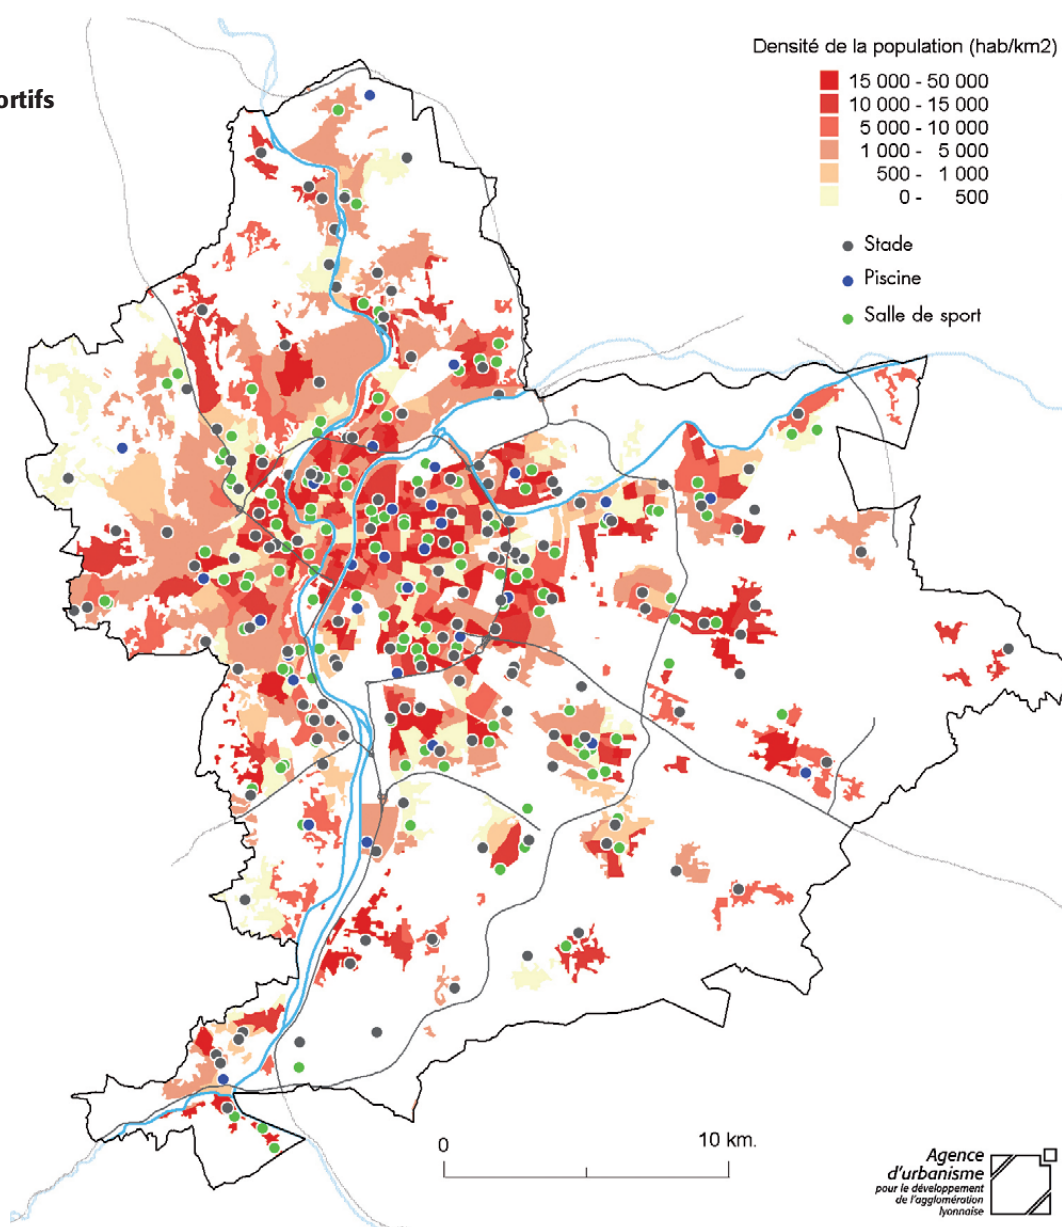 ortifs
Densité de la population (hab/km2)
15 000 - 50 000
10 000 - 15 000
5 000 - 10 000
1 000 - 5 000
500 - 1 000
0 - 500
Stade
Piscine
Salle de sport
0 10 km.
Agence
d'urbanisme
pour le développement
de l'agglomération
lyonnaise